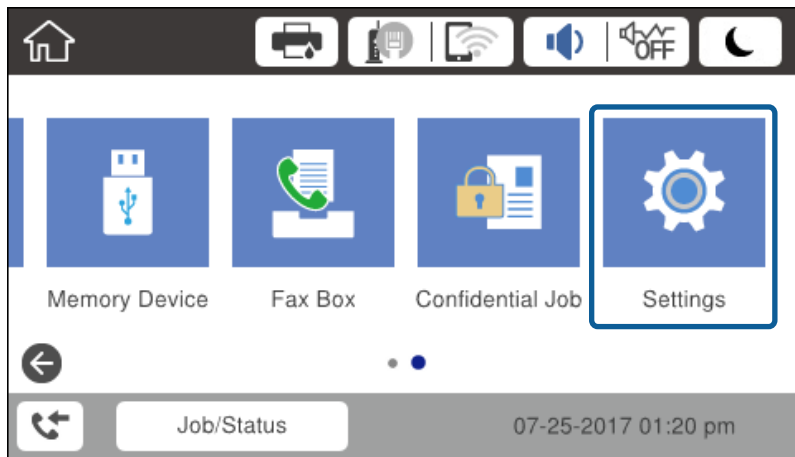 OFF
Memory Device
Fax Box
Confidential Job
Settings
Job/Status
07-25-2017 01:20 pm